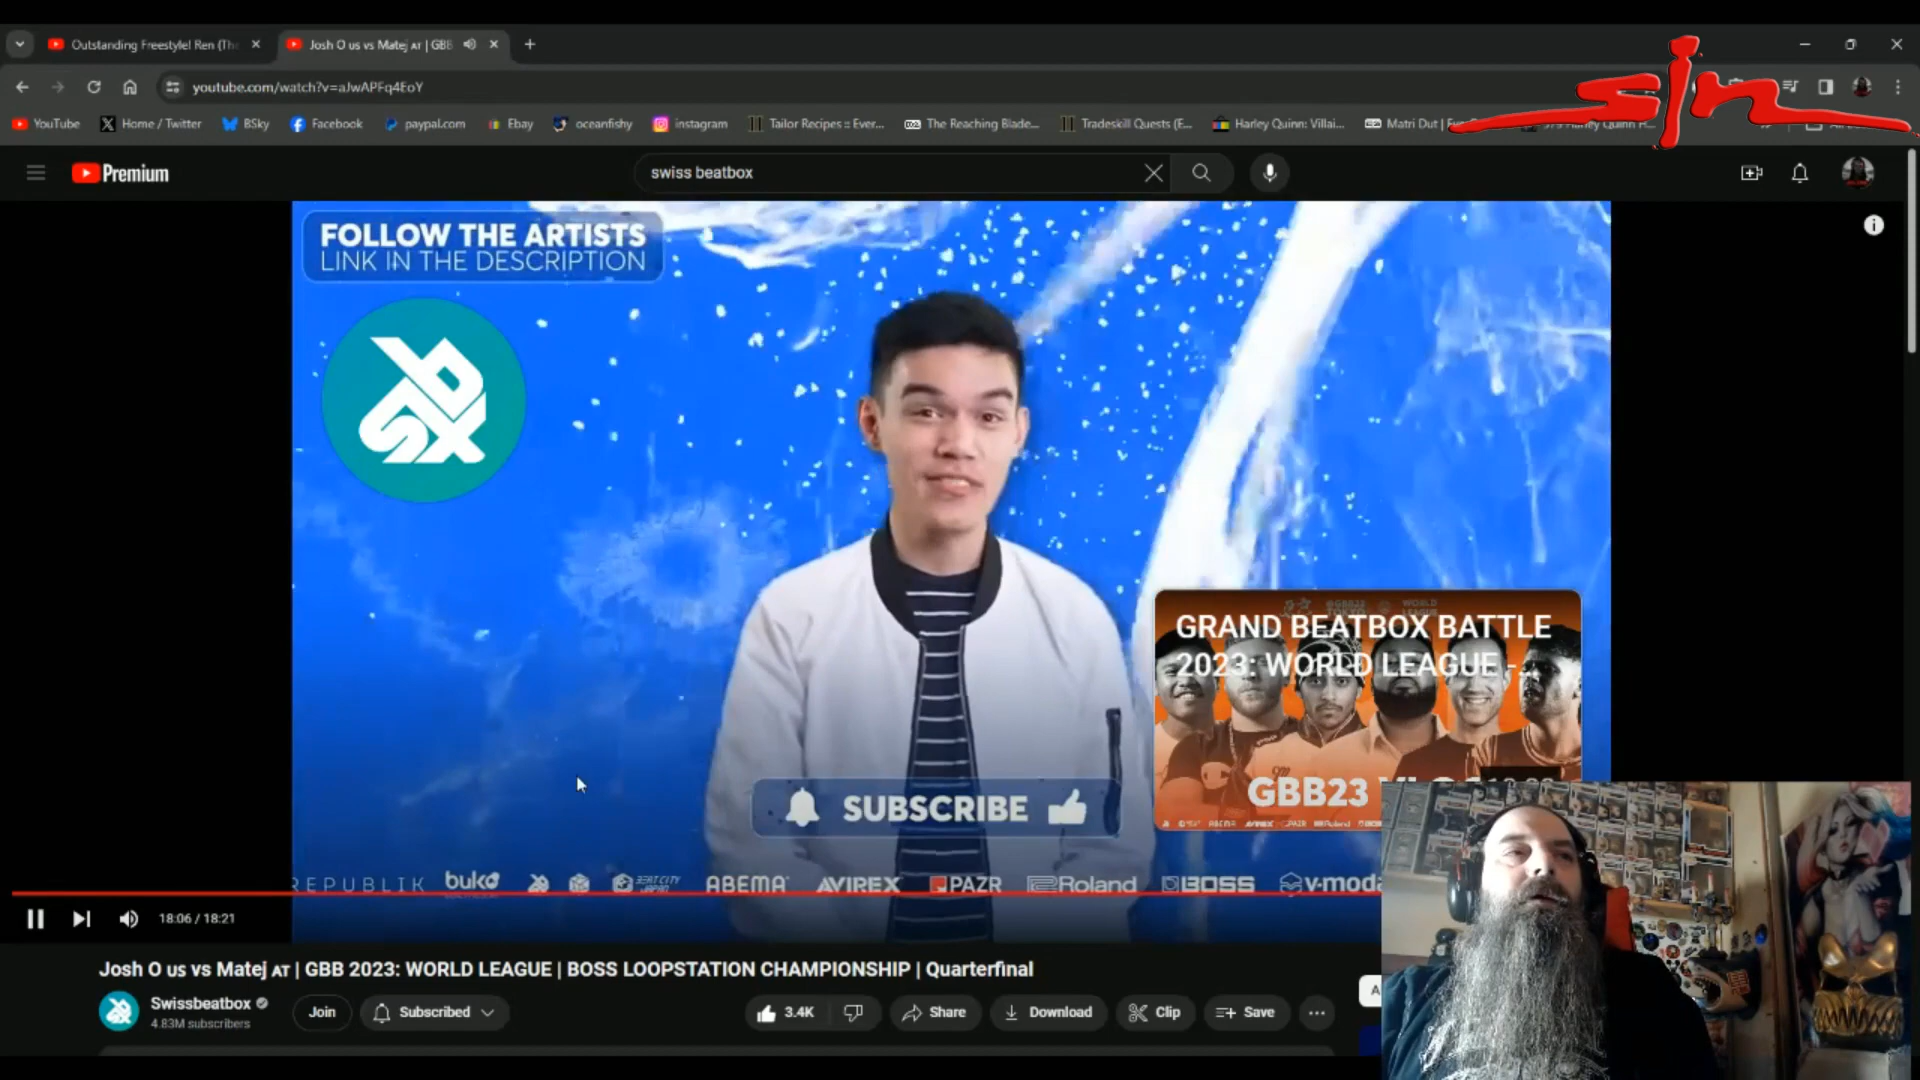 Outstanding Freestyle! Ren (Th
Josh O us vs Matej AT | GBB
sin
youtube.com/watch?v=aJwAPFq4EoY
YouTube
Home / Twitter
BSky
Facebook
paypal.com
Ebay
oceanfishy
instagram
Tailor Recipes :: Ever...
The Reaching Blade...
Tradeskill Quests (E...
Harley Quinn: Villai...
Premium
swiss beatbox
FOLLOW THE ARTISTS
LINK IN THE DESCRIPTION
GRAND BEATBOX BATTLE
2023: WORLD LEAGUE -...
GBB23
SUBSCRIBE
REPUBLIK
buko
ABEMA
AVIREX
PAZR
Roland
BOSS
v-moda
18:06 / 18:21
Josh O us vs Matej AT | GBB 2023: WORLD LEAGUE | BOSS LOOPSTATION CHAMPIONSHIP | Quarterfinal
Swissbeatbox
4.83M subscribers
Join
Subscribed
3.4K
Share
Download
Clip
Save